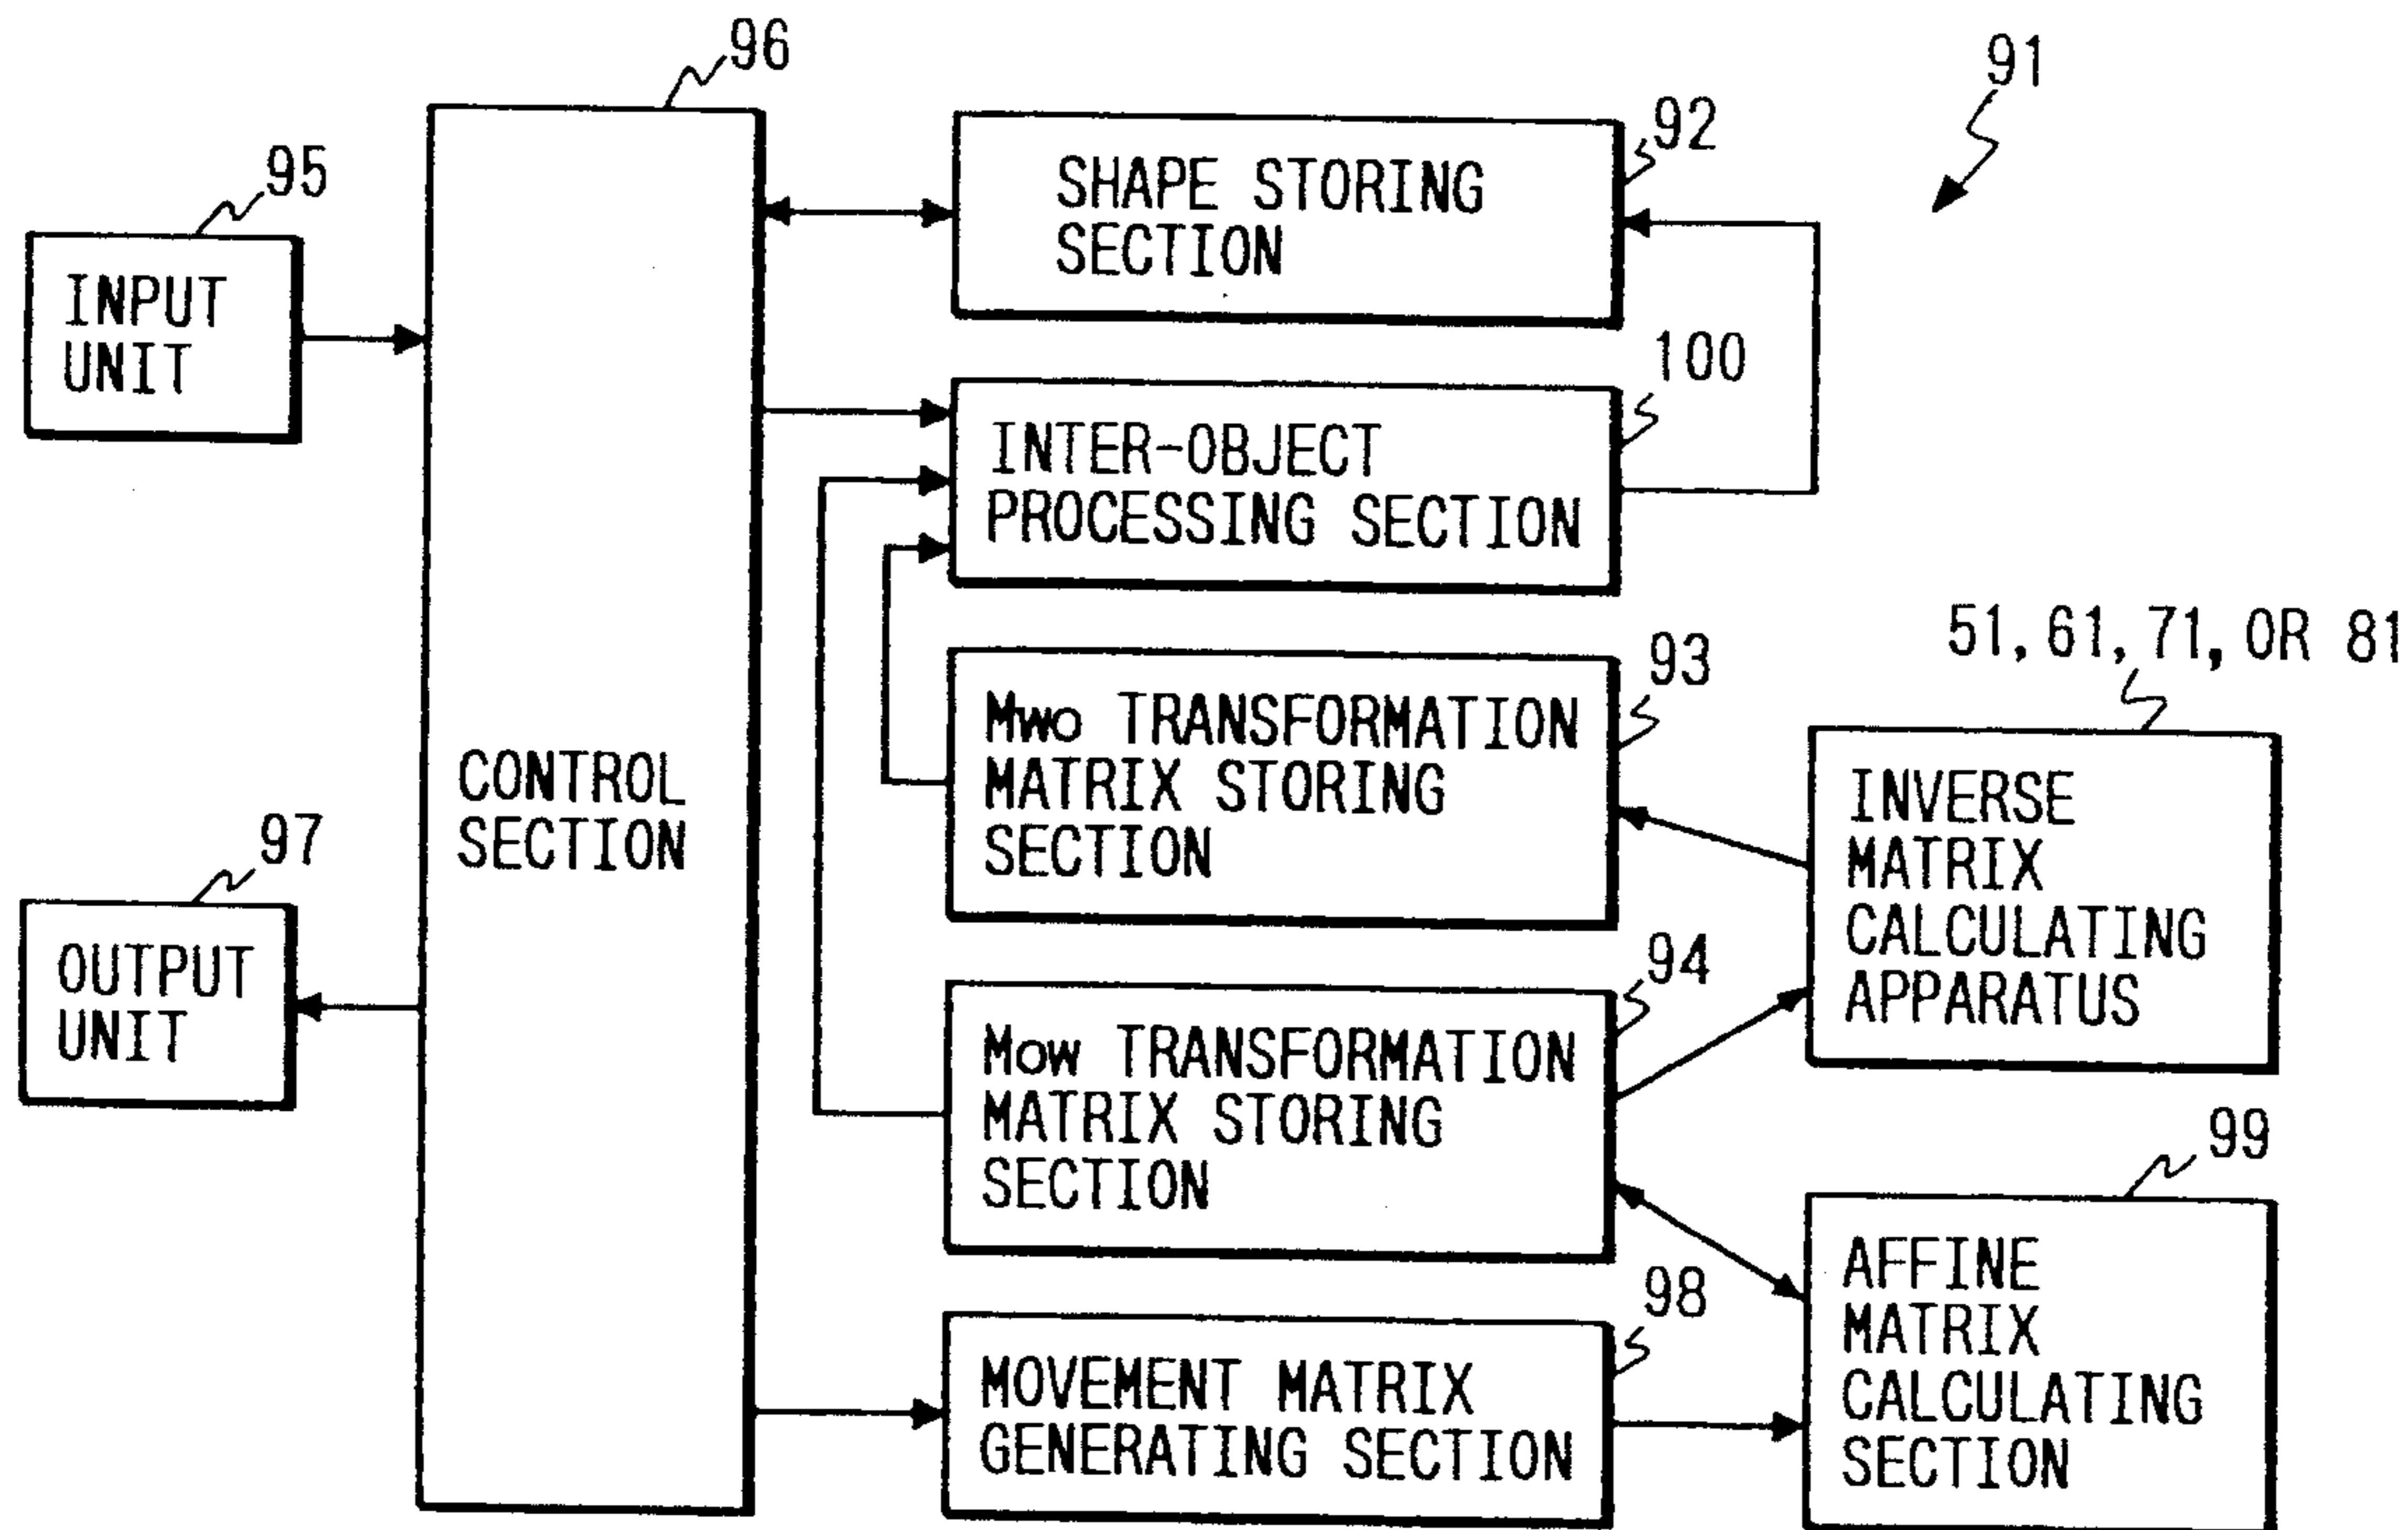 96
91
92
95
SHAPE STORING
SECTION
INPUT
UNIT
100
INTER-OBJECT
PROCESSING SECTION
51, 61, 71, OR 81
93
Mwo TRANSFORMATION
MATRIX STORING
SECTION
INVERSE
MATRIX
CALCULATING
APPARATUS
CONTROL
SECTION
97
OUTPUT
UNIT
94
Mow TRANSFORMATION
MATRIX STORING
SECTION
99
AFFINE
MATRIX
CALCULATING
SECTION
98
MOVEMENT MATRIX
GENERATING SECTION